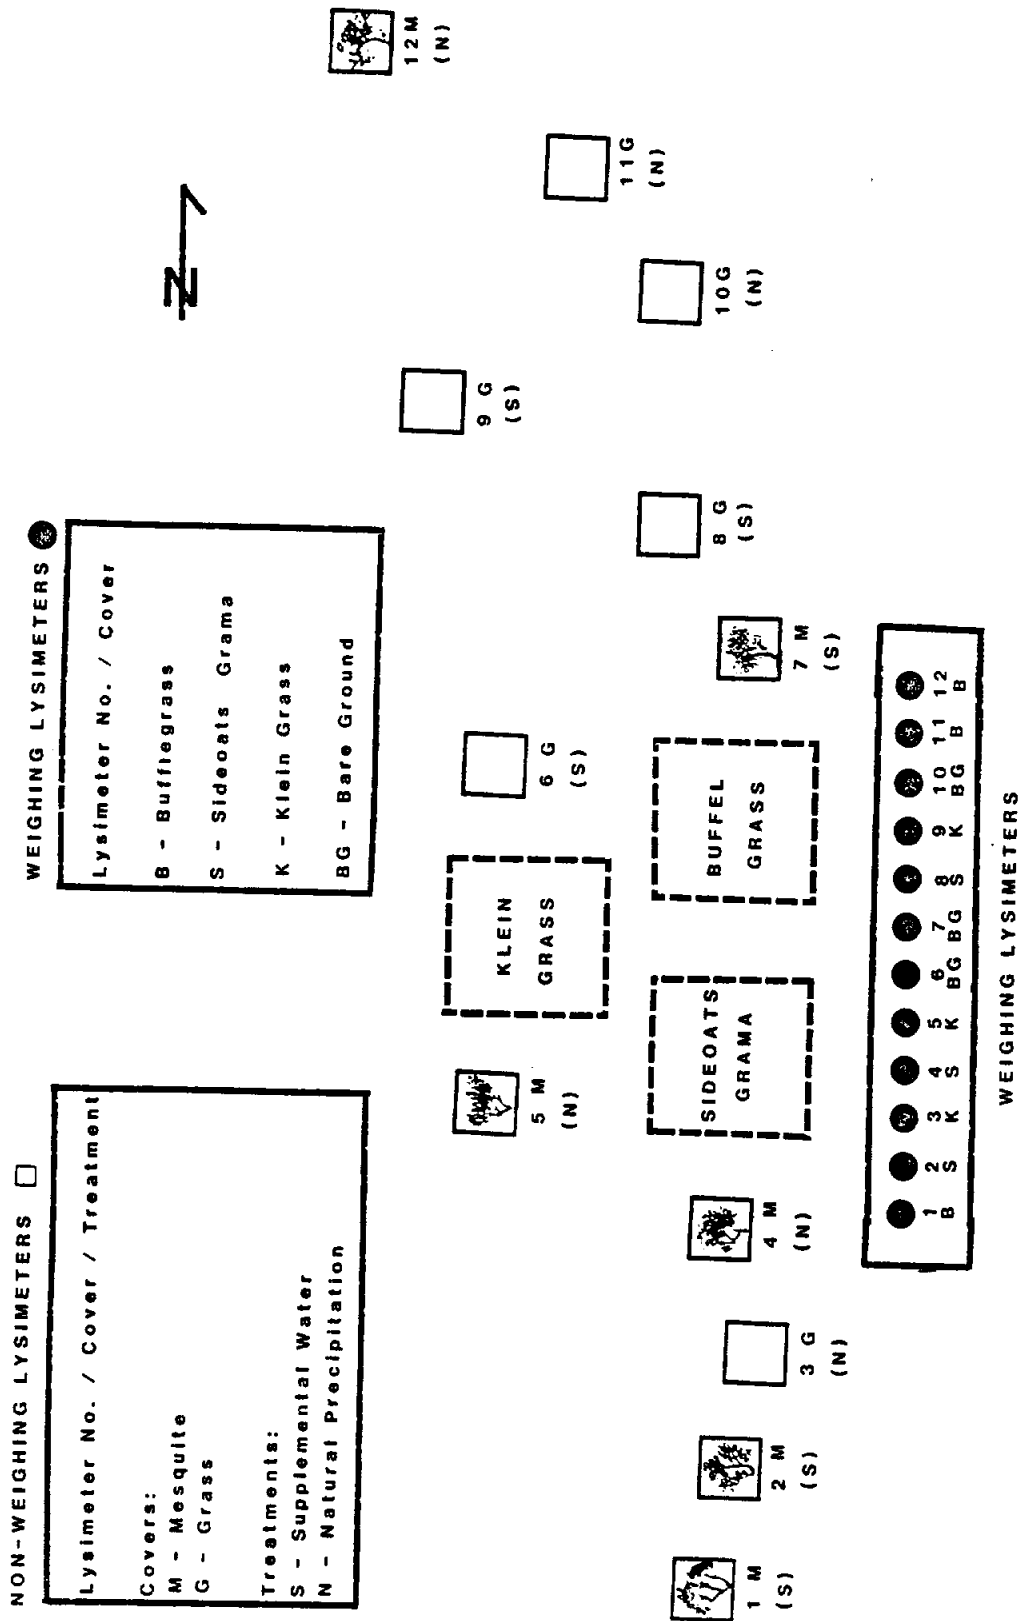 NON-WEIGHING LYSIMETERS
Lysimeter No. / Cover / Treatment
Covers:
M - Mesquite
G - Grass
Treatments:
S - Supplemental Water
N - Natural Precipitation
WEIGHING LYSIMETERS
Lysimeter No. / Cover
B - Bufflegrass
S - Sideoats Grama
K - Klein Grass
BG - Bare Ground
N
12 M
(N)
11 G
(N)
10 G
(N)
9 G
(S)
8 G
(S)
7 M
(S)
6 G
(S)
KLEIN
GRASS
5 M
(N)
BUFFEL
GRASS
SIDEOATS
GRAMA
4 M
(N)
3 G
(N)
2 M
(S)
1 M
(S)
1 2 3 4 5 6 7 8 9 10 11 12
B S K S K BG BG S K BG B B
WEIGHING LYSIMETERS